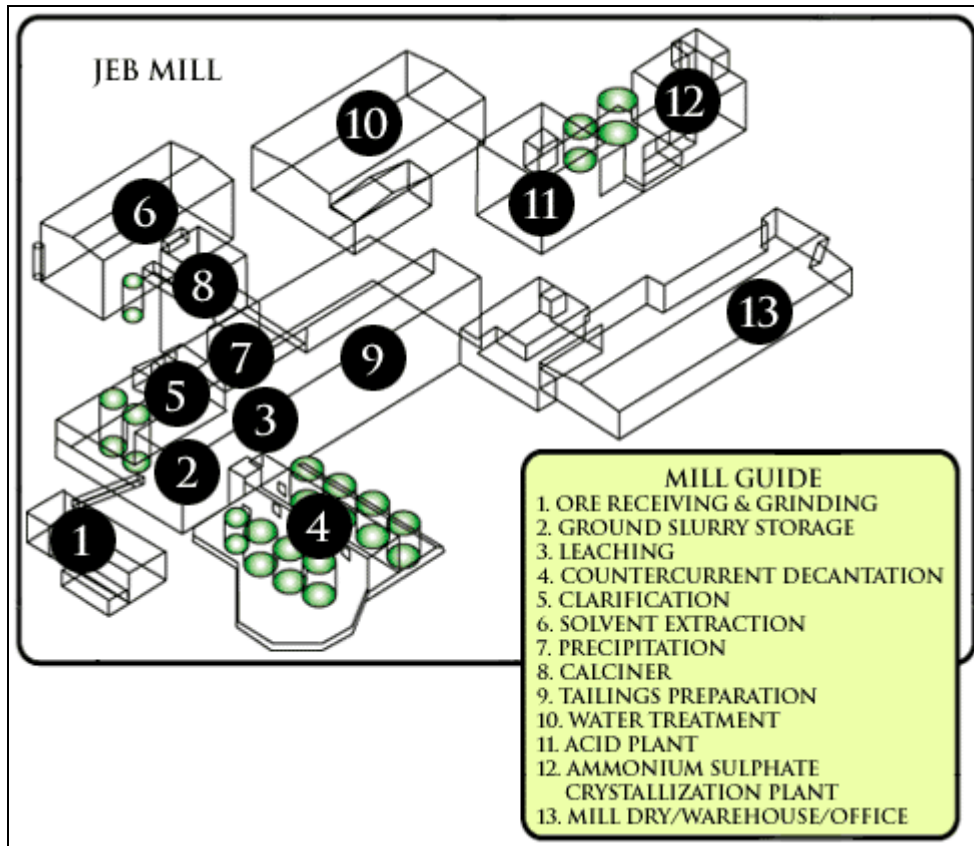 JEB MILL
10
12
11
6
8
13
7
9
5
3
2
4
1
MILL GUIDE
1. ORE RECEIVING & GRINDING
2. GROUND SLURRY STORAGE
3. LEACHING
4. COUNTERCURRENT DECANTATION
5. CLARIFICATION
6. SOLVENT EXTRACTION
7. PRECIPITATION
8. CALCINER
9. TAILINGS PREPARATION
10. WATER TREATMENT
11. ACID PLANT
12. AMMONIUM SULPHATE
CRYSTALLIZATION PLANT
13. MILL DRY/WAREHOUSE/OFFICE